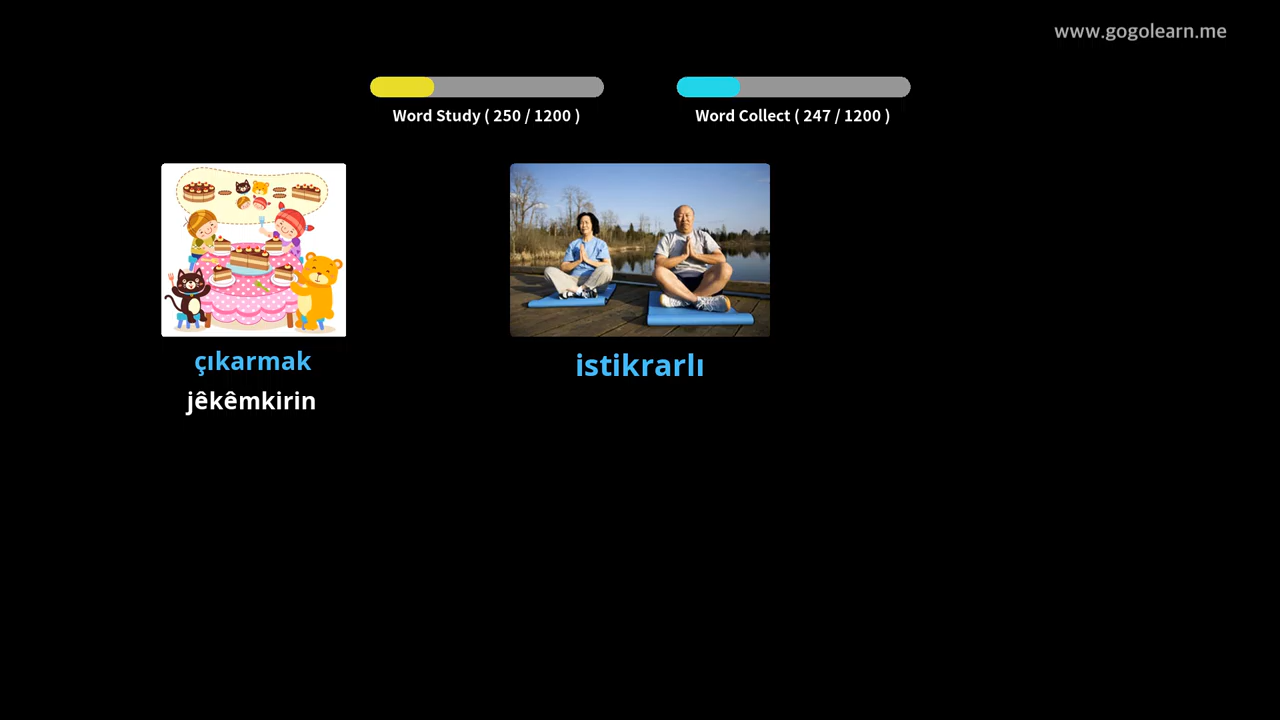 www.gogolearn.me
Word Study ( 250 / 1200 )
Word Collect ( 247 / 1200 )
çıkarmak
jêkêmkirin
istikrarlı